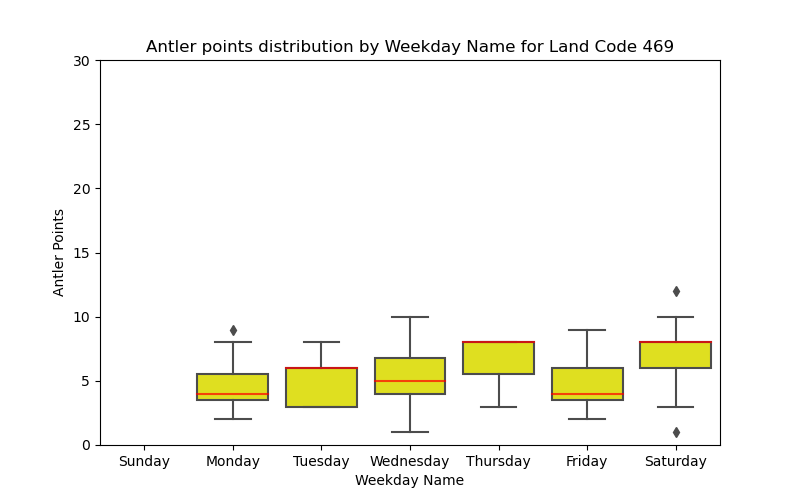 Antler points distribution by Weekday Name for Land Code 469
30
25
20
15
10
5
0
Antler Points
Sunday Monday Tuesday Wednesday Thursday Friday Saturday
Weekday Name